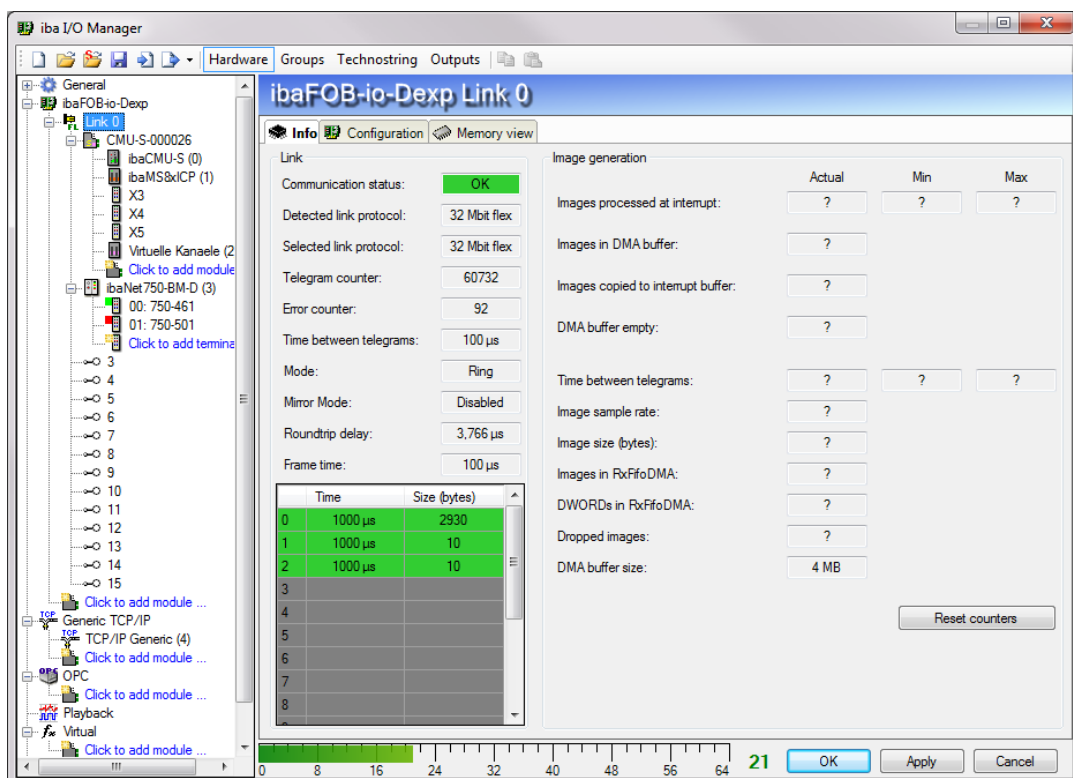 iba I/O Manager
Hardware Groups Technostring Outputs
General
ibaFOB-io-Dexp
Link 0
CMU-S-000026
ibaCMU-S (0)
ibaMS8xICP (1)
X3
X4
X5
Virtuelle Kanaele (2
Click to add module
ibaNet750-BM-D (3)
00: 750-461
01: 750-501
Click to add termina
3
4
5
6
7
8
9
10
11
12
13
14
15
Click to add module ...
Generic TCP/IP
TCP/IP Generic (4)
Click to add module ...
OPC
Click to add module ...
Playback
Virtual
Click to add module ...
ibaFOB-io-Dexp Link 0
Info Configuration Memory view
Link
Communication status: OK
Detected link protocol: 32 Mbit flex
Selected link protocol: 32 Mbit flex
Telegram counter: 60732
Error counter: 92
Time between telegrams: 100 µs
Mode: Ring
Mirror Mode: Disabled
Roundtrip delay: 3,766 µs
Frame time: 100 µs
Time Size (bytes)
0 1000 µs 2930
1 1000 µs 10
2 1000 µs 10
3
4
5
6
7
8
Image generation
Actual Min Max
Images processed at interrupt: ? ? ?
Images in DMA buffer: ?
Images copied to interrupt buffer: ?
DMA buffer empty: ?
Time between telegrams: ? ? ?
Image sample rate: ?
Image size (bytes): ?
Images in RxFifoDMA: ?
DWORDs in RxFifoDMA: ?
Dropped images: ?
DMA buffer size: 4 MB
Reset counters
0 8 16 24 32 40 48 56 64 21 OK Apply Cancel